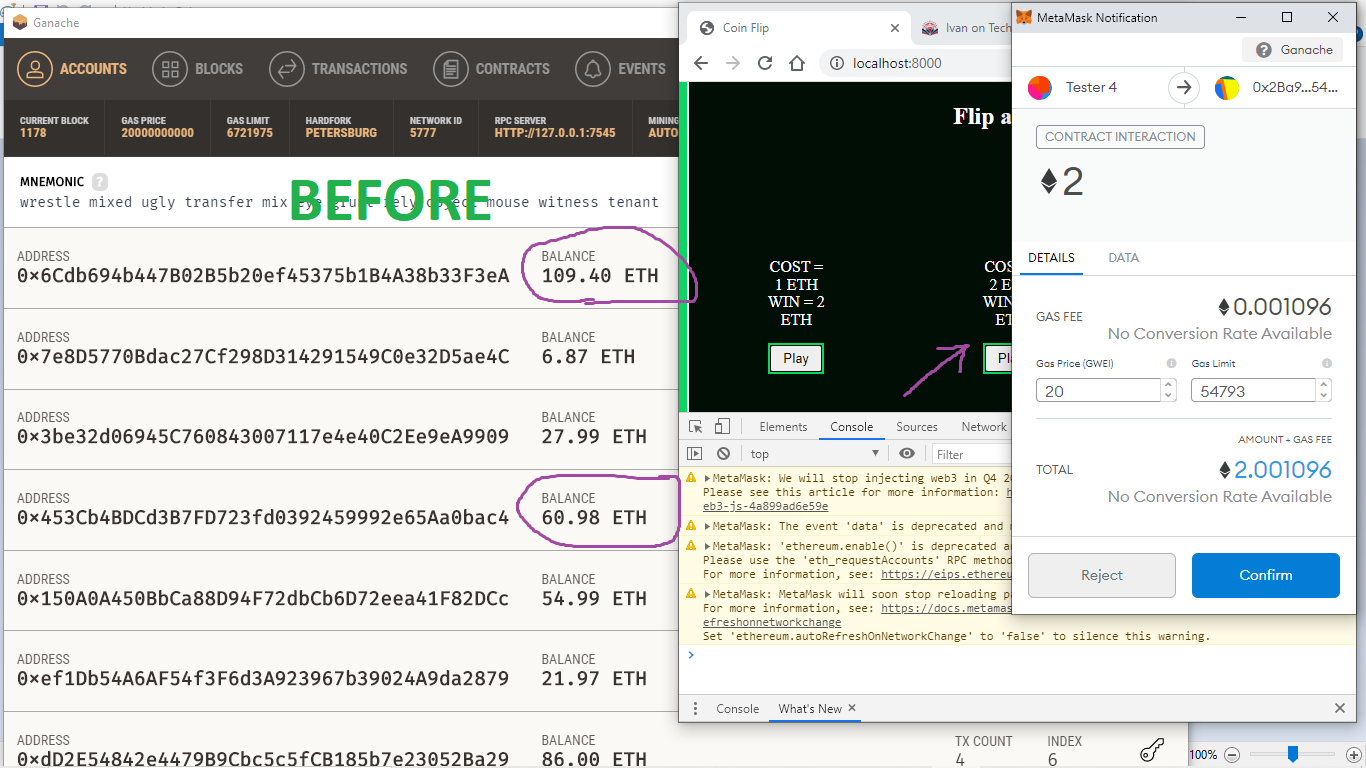 Ganache
ACCOUNTS
BLOCKS
TRANSACTIONS
CONTRACTS
EVENTS
CURRENT BLOCK
1178
GAS PRICE
20000000000
GAS LIMIT
6721975
HARDFORK
PETERSBURG
NETWORK ID
5777
RPC SERVER
HTTP://127.0.0.1:7545
MINING
AUTO
MNEMONIC ?
wrestle mixed ugly transfer mix eye grunt rely object mouse witness tenant
BEFORE
ADDRESS
0×6Cdb694b447B02B5b20ef45375b1B4A38b33F3eA
BALANCE
109.40 ETH
ADDRESS
0×7e8D5770Bdac27Cf298D314291549C0e32D5ae4C
BALANCE
6.87 ETH
ADDRESS
0×3be32d06945C760843007117e4e40C2Ee9eA9909
BALANCE
27.99 ETH
ADDRESS
0×453Cb4BDCd3B7FD723fd0392459992e65Aa0bac4
BALANCE
60.98 ETH
ADDRESS
0×150A0A450BbCa88D94F72dbCb6D72eea41F82DCc
BALANCE
54.99 ETH
ADDRESS
0×ef1Db54A6AF54f3F6d3A923967b39024A9da2879
BALANCE
21.97 ETH
ADDRESS
0×dD2E54842e4479B9Cbc5c5fCB185b7e23052Ba29
BALANCE
86.00 ETH
TX COUNT
4
INDEX
6
100%
Coin Flip
Ivan on Tech
localhost:8000
Flip a
COST =
1 ETH
WIN = 2
ETH
Play
COS
2 E
WIN
ET
Pl
Elements
Console
Sources
Network
top
Filter
MetaMask: We will stop injecting web3 in Q4 20
Please see this article for more information: h
eb3-js-4a899ad6e59e
MetaMask: The event 'data' is deprecated and
MetaMask: 'ethereum.enable()' is deprecated a
Please use the 'eth_requestAccounts' RPC metho
For more information, see: https://eips.ethereu
MetaMask: MetaMask will soon stop reloading pa
For more information, see: https://docs.metamas
efreshonnetworkchange
Set 'ethereum.autoRefreshOnNetworkChange' to 'false' to silence this warning.
Console
What's New
MetaMask Notification
Ganache
Tester 4
0x2Ba9...54...
CONTRACT INTERACTION
2
DETAILS
DATA
GAS FEE
0.001096
No Conversion Rate Available
Gas Price (GWEI)
20
Gas Limit
54793
AMOUNT + GAS FEE
TOTAL
2.001096
No Conversion Rate Available
Reject
Confirm